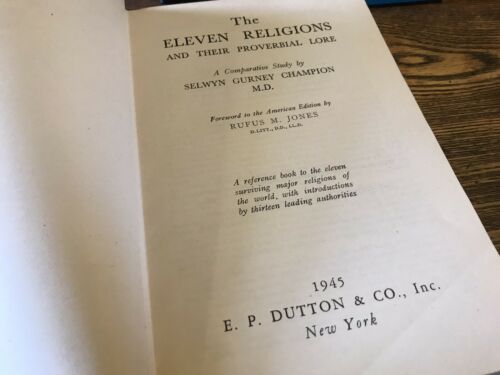 The
ELEVEN RELIGIONS
AND THEIR PROVERBIAL LORE
A Comparative Study by
SELWYN GURNEY CHAMPION
M.D.
Foreword to the American Edition by
RUFUS M. JONES
D.LITT., D.D., LL.D.
A reference book to the eleven
surviving major religions of
the world, with introductions
by thirteen leading authorities
1945
E. P. DUTTON & CO., Inc.
New York